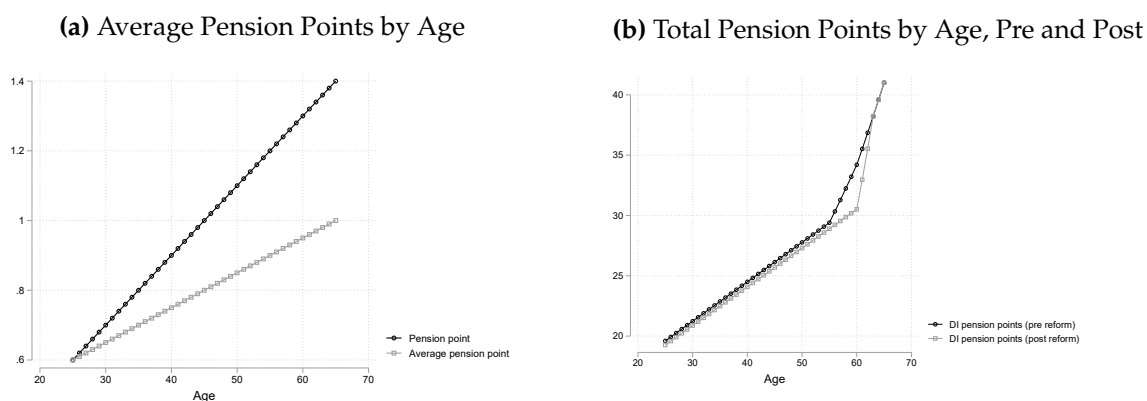 (a) Average Pension Points by Age
1.4
1.2
1
.8
.6
20 30 40 50 60 70
Age
Pension point
Average pension point
(b) Total Pension Points by Age, Pre and Post
40
35
30
25
20
20 30 40 50 60 70
Age
DI pension points (pre reform)
DI pension points (post reform)